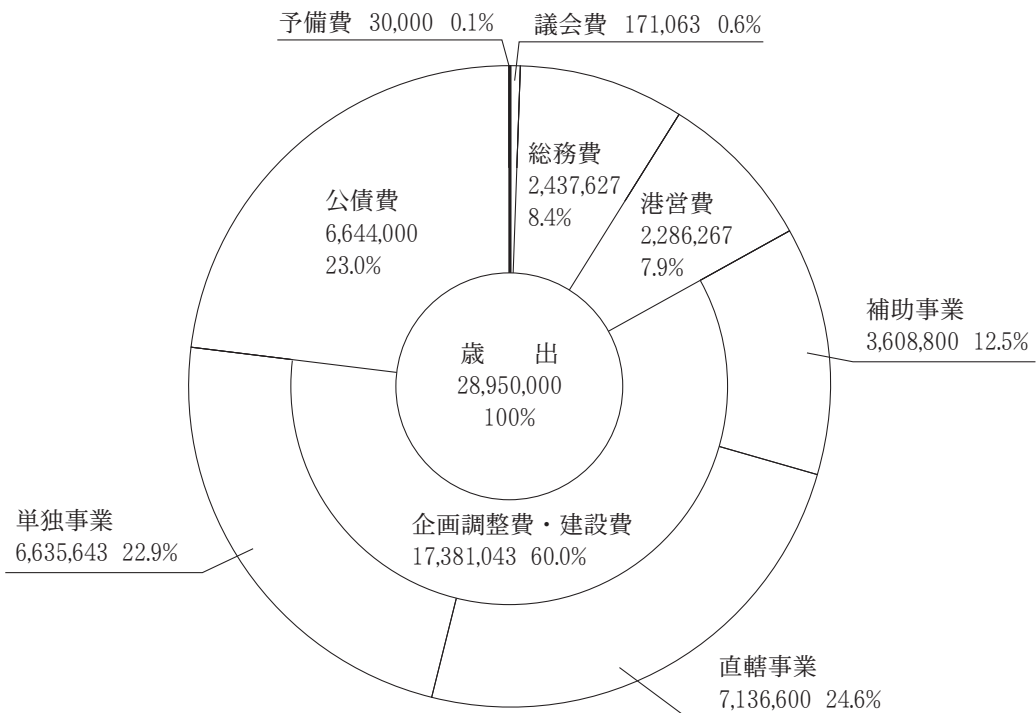 予備費 30,000 0.1%
議会費 171,063 0.6%
総務費
2,437,627
8.4%
港営費
2,286,267
7.9%
公債費
6,644,000
23.0%
補助事業
3,608,800 12.5%
歳 出
28,950,000
100%
企画調整費・建設費
17,381,043 60.0%
単独事業
6,635,643 22.9%
直轄事業
7,136,600 24.6%